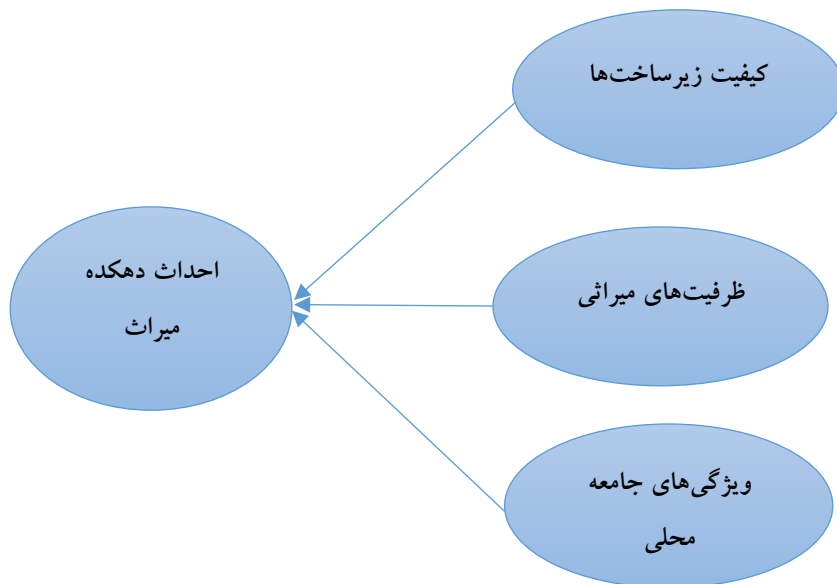 کیفیت زیرساخت‌ها
ظرفیت‌های میراثی
ویژگی‌های جامعه
محلی
احداث دهکده
میراث